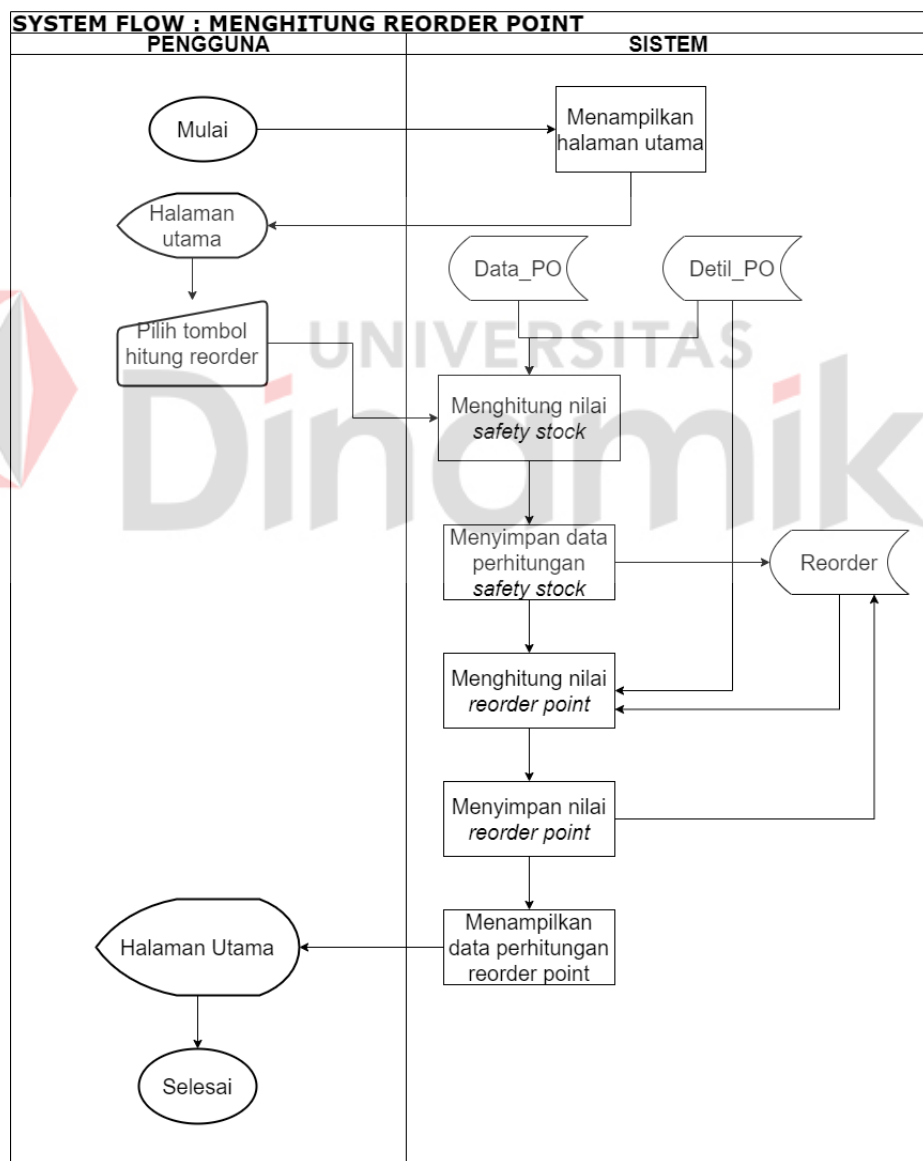 SYSTEM FLOW : MENGHITUNG REORDER POINT
PENGGUNA
SISTEM
Mulai
Menampilkan
halaman utama
Halaman
utama
Data_PO
Detil_PO
Pilih tombol
hitung reorder
UNIVERSITAS
Dinamika
Menghitung nilai
safety stock
Menyimpan data
perhitungan
safety stock
Reorder
Menghitung nilai
reorder point
Menyimpan nilai
reorder point
Menampilkan
data perhitungan
reorder point
Halaman Utama
Selesai